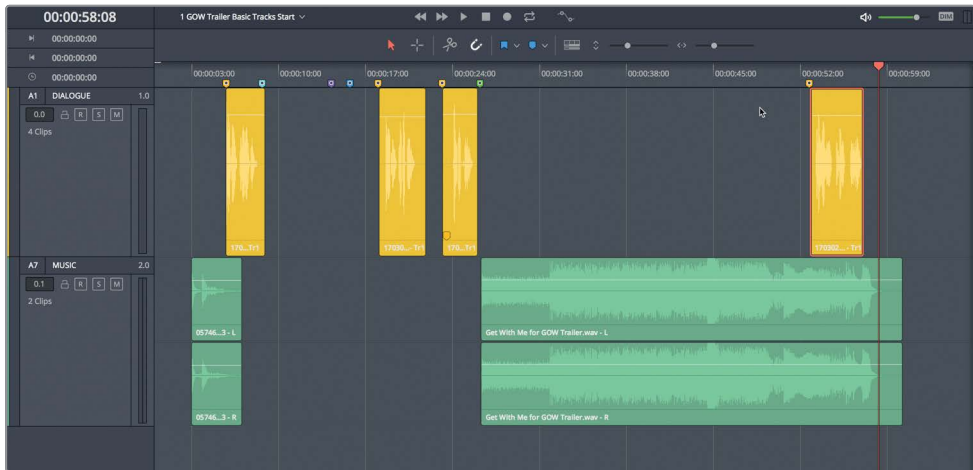 00:00:58:08
1 GOW Trailer Basic Tracks Start
DIM
00:00:00:00
00:00:00:00
00:00:00:00
00:00:03:00 00:00:10:00 00:00:17:00 00:00:24:00 00:00:31:00 00:00:38:00 00:00:45:00 00:00:52:00 00:00:59:00
A1 DIALOGUE 1.0
0.0 R S M
4 Clips
170...Tr1 17030... - Tr1 170...Tr1 170302... - Tr1
A7 MUSIC 2.0
0.1 R S M
2 Clips
05746...3 - L Get With Me for GOW Trailer.wav - L
05746...3 - R Get With Me for GOW Trailer.wav - R